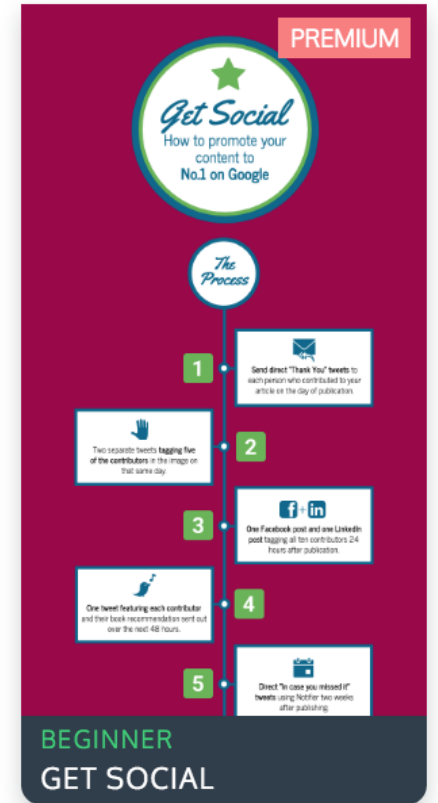 PREMIUM
Get Social
How to promote your
content to
No.1 on Google
The
Process
1
Send direct "Thank You" tweets to
each person who contributed to your
article on the day of publication.
2
Two separate tweets tagging five
of the contributors in the image on
that same day.
3
f + in
One Facebook post and one LinkedIn
post tagging all ten contributors 24
hours after publication.
4
One tweet featuring each contributor
and their book recommendation sent out
over the next 48 hours.
5
Direct "In case you missed it"
tweets using Notifier two weeks
after publishing.
BEGINNER
GET SOCIAL